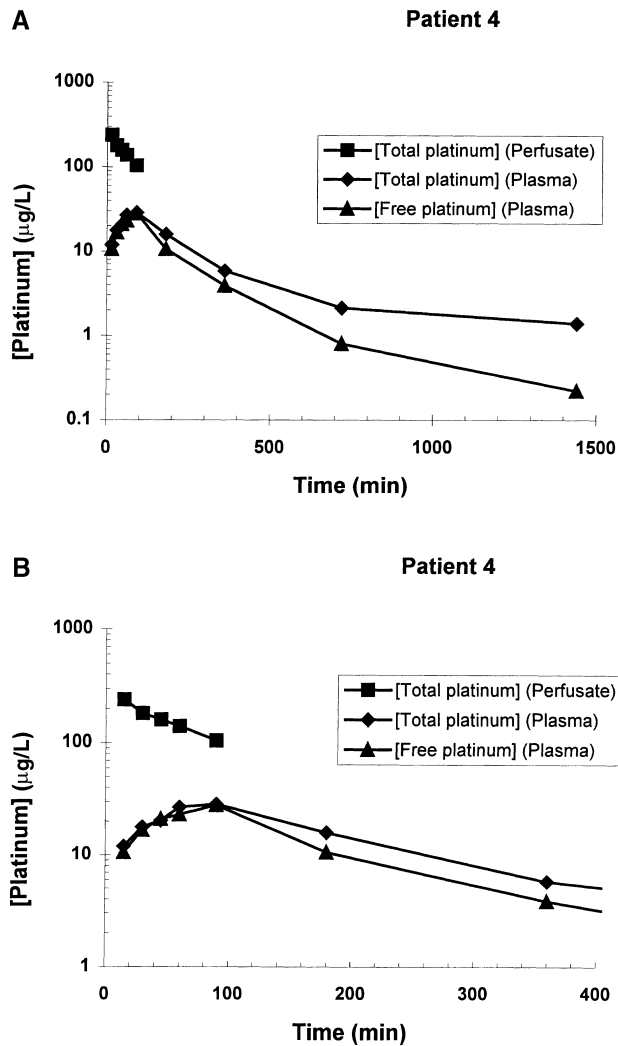 A
Patient 4
1000
100
10
1
0.1
[Platinum] (µg/L)
[Total platinum] (Perfusate)
[Total platinum] (Plasma)
[Free platinum] (Plasma)
0 500 1000 1500
Time (min)
B
Patient 4
1000
100
10
1
[Platinum] (µg/L)
[Total platinum] (Perfusate)
[Total platinum] (Plasma)
[Free platinum] (Plasma)
0 100 200 300 400
Time (min)